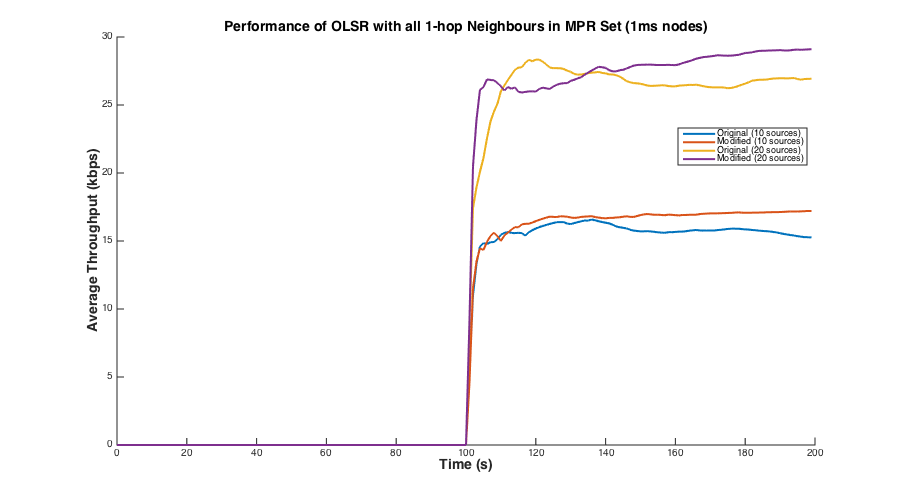 Performance of OLSR with all 1-hop Neighbours in MPR Set (1ms nodes)
30
25
20
15
10
5
0
Average Throughput (kbps)
Original (10 sources)
Modified (10 sources)
Original (20 sources)
Modified (20 sources)
0 20 40 60 80 100 120 140 160 180 200
Time (s)